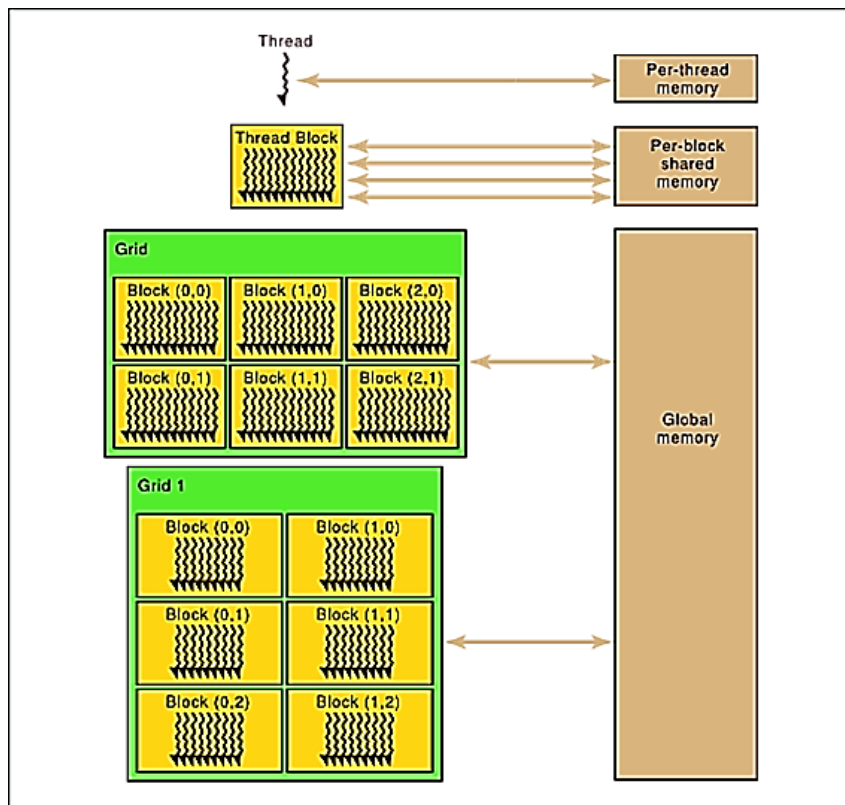 Thread
Per-thread
memory
Thread Block
Per-block
shared
memory
Grid
Block (0,0) Block (1,0) Block (2,0)
Block (0,1) Block (1,1) Block (2,1)
Global
memory
Grid 1
Block (0,0) Block (1,0)
Block (0,1) Block (1,1)
Block (0,2) Block (1,2)